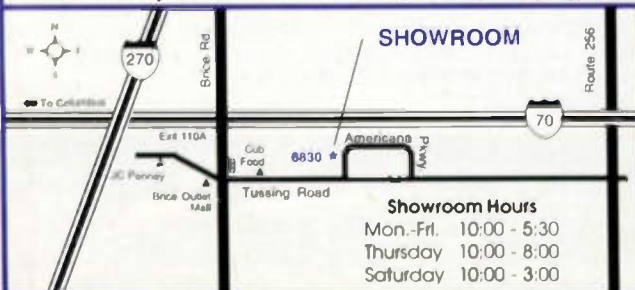 N
W
S
270
Brice Rd
SHOWROOM
Route 256
To Columbus
70
Exit 110A
Cub
Food
6830
Americana
Pkwy
JC Penney
Brice Outlet
Mall
Tussing Road
Showroom Hours
Mon.-Fri. 10:00 - 5:30
Thursday 10:00 - 8:00
Saturday 10:00 - 3:00